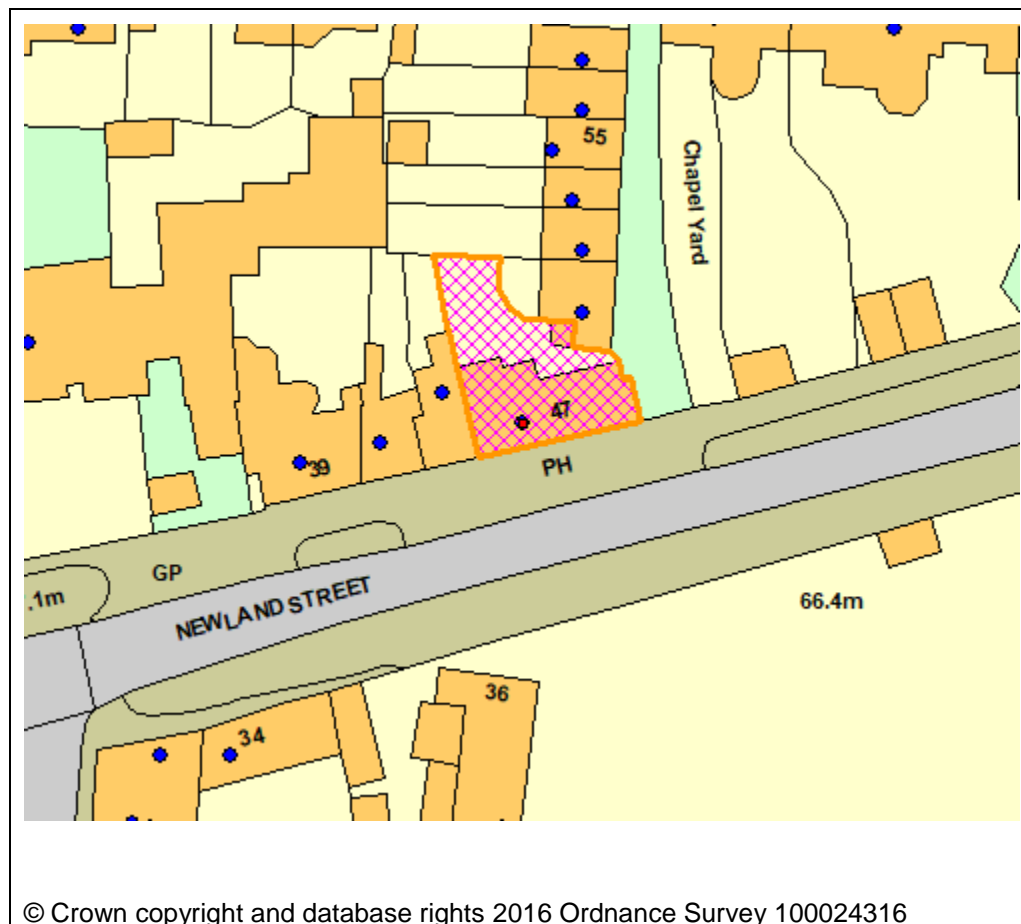 55
Chapel Yard
47
PH
39
GP
.1m
NEWLAND STREET
66.4m
36
34
© Crown copyright and database rights 2016 Ordnance Survey 100024316